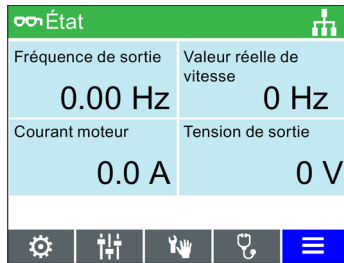 État
Fréquence de sortie
0.00 Hz
Valeur réelle de
vitesse
0 Hz
Courant moteur
0.0 A
Tension de sortie
0 V